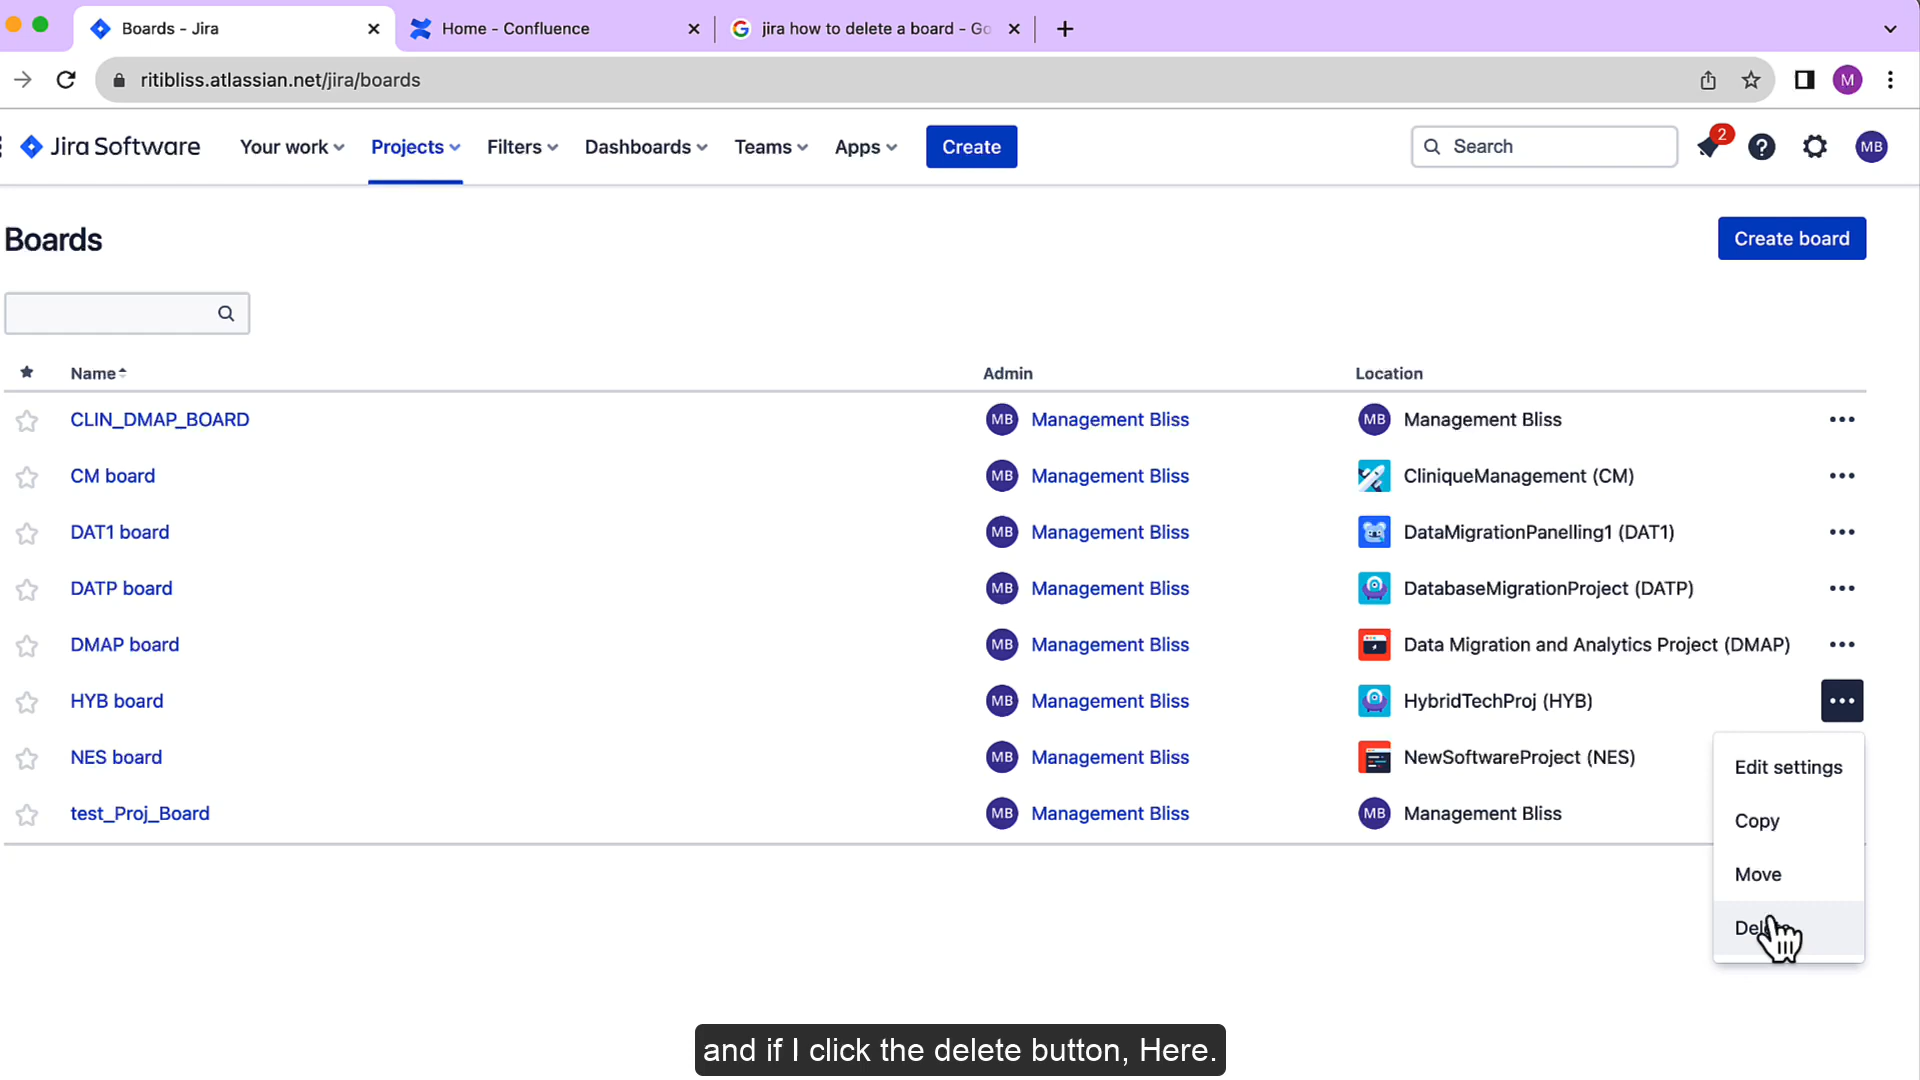 Boards - Jira
Home - Confluence
jira how to delete a board - Go
ritibliss.atlassian.net/jira/boards
M
Jira Software
Your work
Projects
Filters
Dashboards
Teams
Apps
Create
Search
2
MB
Boards
Create board
Name
Admin
Location
CLIN_DMAP_BOARD
MB Management Bliss
MB Management Bliss
CM board
MB Management Bliss
CliniqueManagement (CM)
DAT1 board
MB Management Bliss
DataMigrationPanelling1 (DAT1)
DATP board
MB Management Bliss
DatabaseMigrationProject (DATP)
DMAP board
MB Management Bliss
Data Migration and Analytics Project (DMAP)
HYB board
MB Management Bliss
HybridTechProj (HYB)
NES board
MB Management Bliss
NewSoftwareProject (NES)
test_Proj_Board
MB Management Bliss
MB Management Bliss
Edit settings
Copy
Move
Delete
and if I click the delete button, Here.